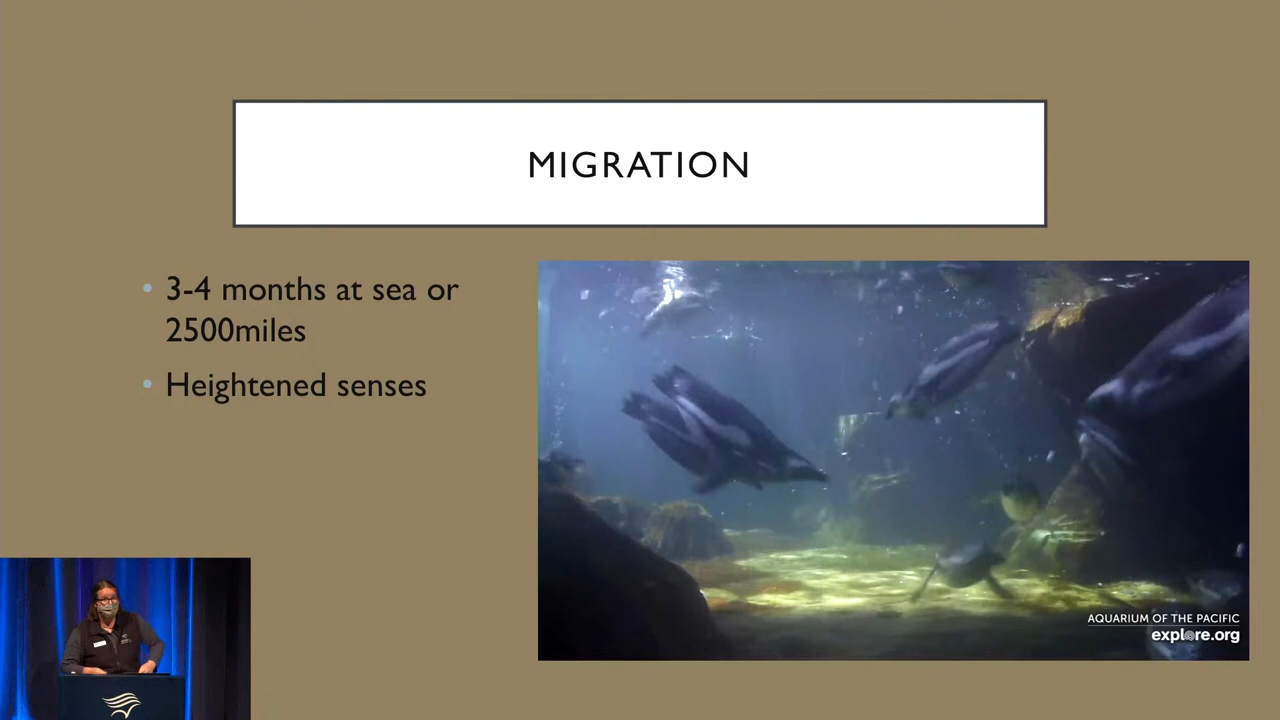 MIGRATION
3-4 months at sea or
2500miles
Heightened senses
AQUARIUM OF THE PACIFIC
explore.org